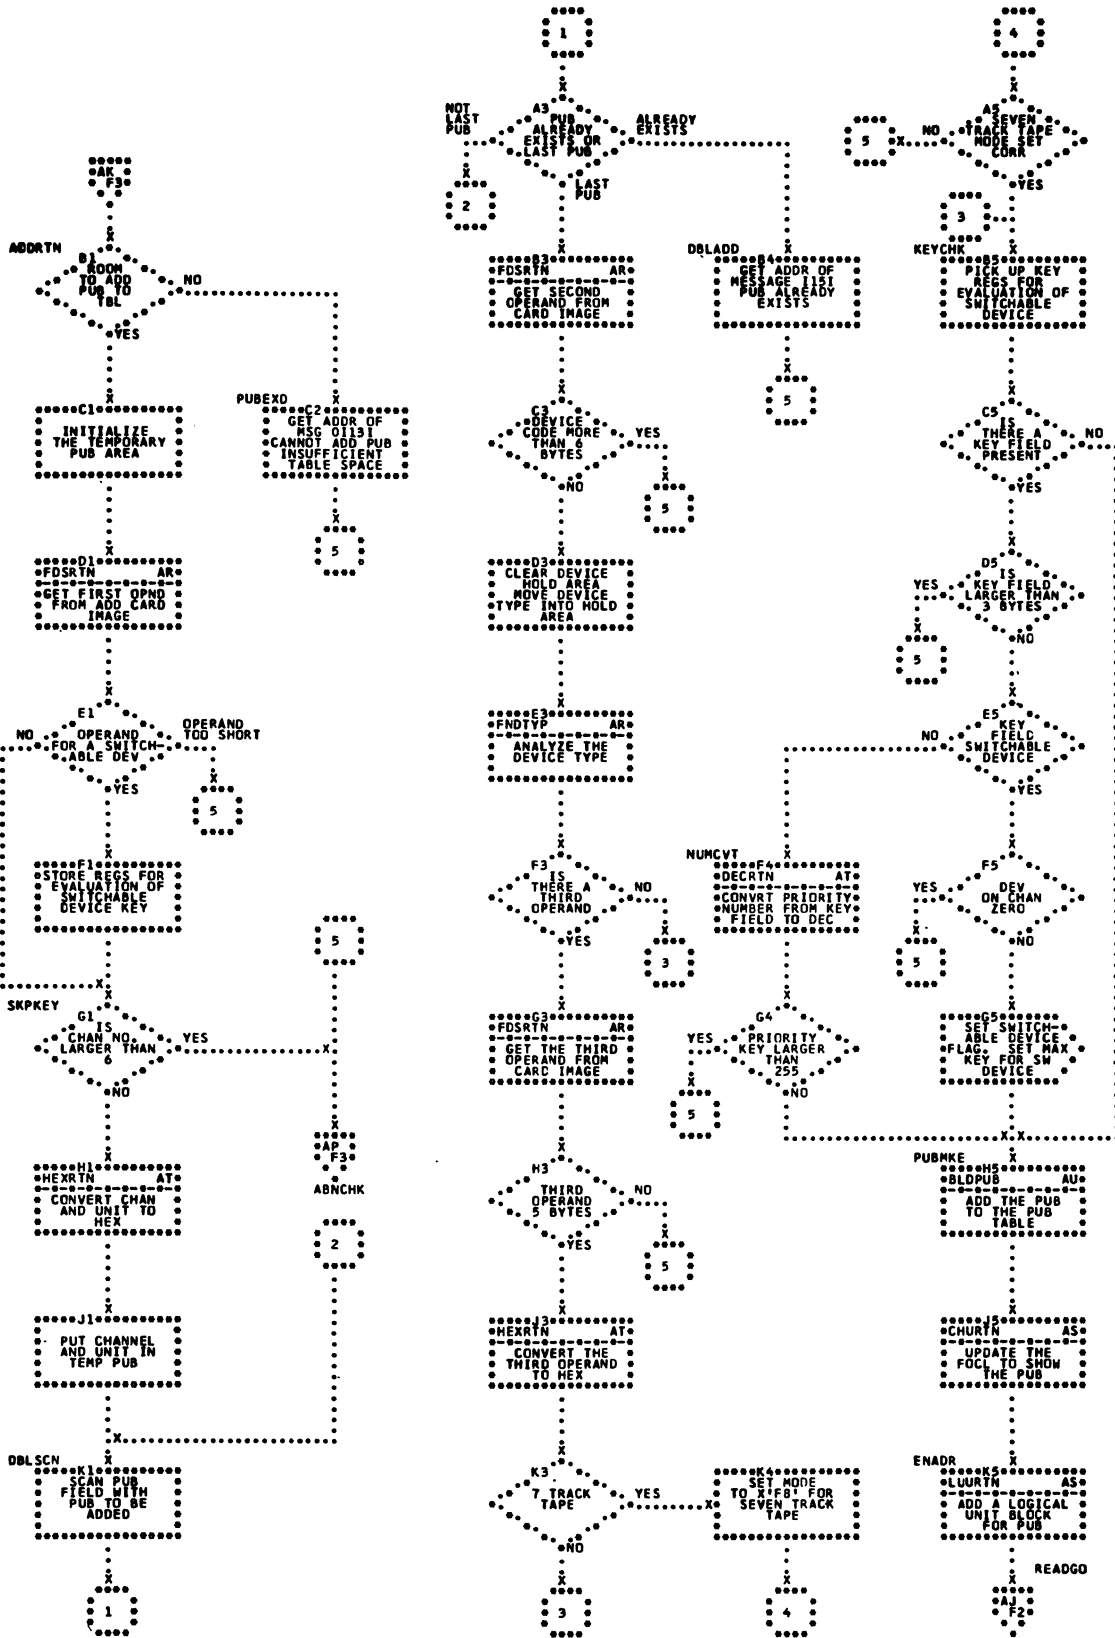 AK
F3
ADDRTN
B1
ROOM
TO ADD
PUB TO
TBL
NO
YES
C1
INITIALIZE
THE TEMPORARY
PUB AREA
PUBEXD
C2
GET ADDR OF
MSG 0I13I
CANNOT ADD PUB
INSUFFICIENT
TABLE SPACE
5
D1
FDSRTN AR
GET FIRST OPND
FROM ADD CARD
IMAGE
E1
OPERAND
FOR A SWITCH-
ABLE DEV
NO
OPERAND
TOO SHORT
YES
5
F1
STORE REGS FOR
EVALUATION OF
SWITCHABLE
DEVICE KEY
5
SKPKEY
G1
IS
CHAN NO.
LARGER THAN
6
YES
NO
AP
F3
ABNCHK
H1
HEXRTN AT
CONVERT CHAN
AND UNIT TO
HEX
2
J1
PUT CHANNEL
AND UNIT IN
TEMP PUB
DBLSCN
K1
SCAN PUB
FIELD WITH
PUB TO BE
ADDED
1
1
A3
PUB
ALREADY
EXISTS OR
LAST PUB
NOT
LAST
PUB
ALREADY
EXISTS
LAST
PUB
2
B3
FDSRTN AR
GET SECOND
OPERAND FROM
CARD IMAGE
DBLADD
B4
GET ADDR OF
MESSAGE I15I
PUB ALREADY
EXISTS
5
C3
DEVICE
CODE MORE
THAN 6
BYTES
YES
NO
5
D3
CLEAR DEVICE
HOLD AREA
MOVE DEVICE
TYPE INTO HOLD
AREA
E3
FNDTYP AR
ANALYZE THE
DEVICE TYPE
F3
IS
THERE A
THIRD
OPERAND
NO
YES
3
G3
FDSRTN AR
GET THE THIRD
OPERAND FROM
CARD IMAGE
H3
THIRD
OPERAND
5 BYTES
NO
YES
5
J3
HEXRTN AT
CONVERT THE
THIRD OPERAND
TO HEX
K3
7 TRACK
TAPE
YES
NO
3
K4
SET MODE
TO X'FB' FOR
SEVEN TRACK
TAPE
4
NUMCVT
F4
DECRTN AT
CONVRT PRIORITY
NUMBER FROM KEY
FIELD TO DEC
G4
PRIORITY
KEY LARGER
THAN
255
YES
NO
5
4
A5
SEVEN
TRACK TAPE
MODE SET
CORR
NO
5
YES
3
KEYCHK
B5
PICK UP KEY
REGS FOR
EVALUATION OF
SWITCHABLE
DEVICE
C5
IS
THERE A
KEY FIELD
PRESENT
NO
YES
D5
IS
KEY FIELD
LARGER THAN
3 BYTES
YES
5
NO
E5
KEY
FIELD
SWITCHABLE
DEVICE
NO
YES
F5
DEV
ON CHAN
ZERO
YES
5
NO
G5
SET SWITCH-
ABLE DEVICE
FLAG. SET MAX
KEY FOR SW
DEVICE
PUBMKE
H5
BLDPUB AU
ADD THE PUB
TO THE PUB
TABLE
J5
CHURTN AS
UPDATE THE
FOCL TO SHOW
THE PUB
ENADR
K5
LUURTN AS
ADD A LOGICAL
UNIT BLOCK
FOR PUB
READGO
AJ
F2